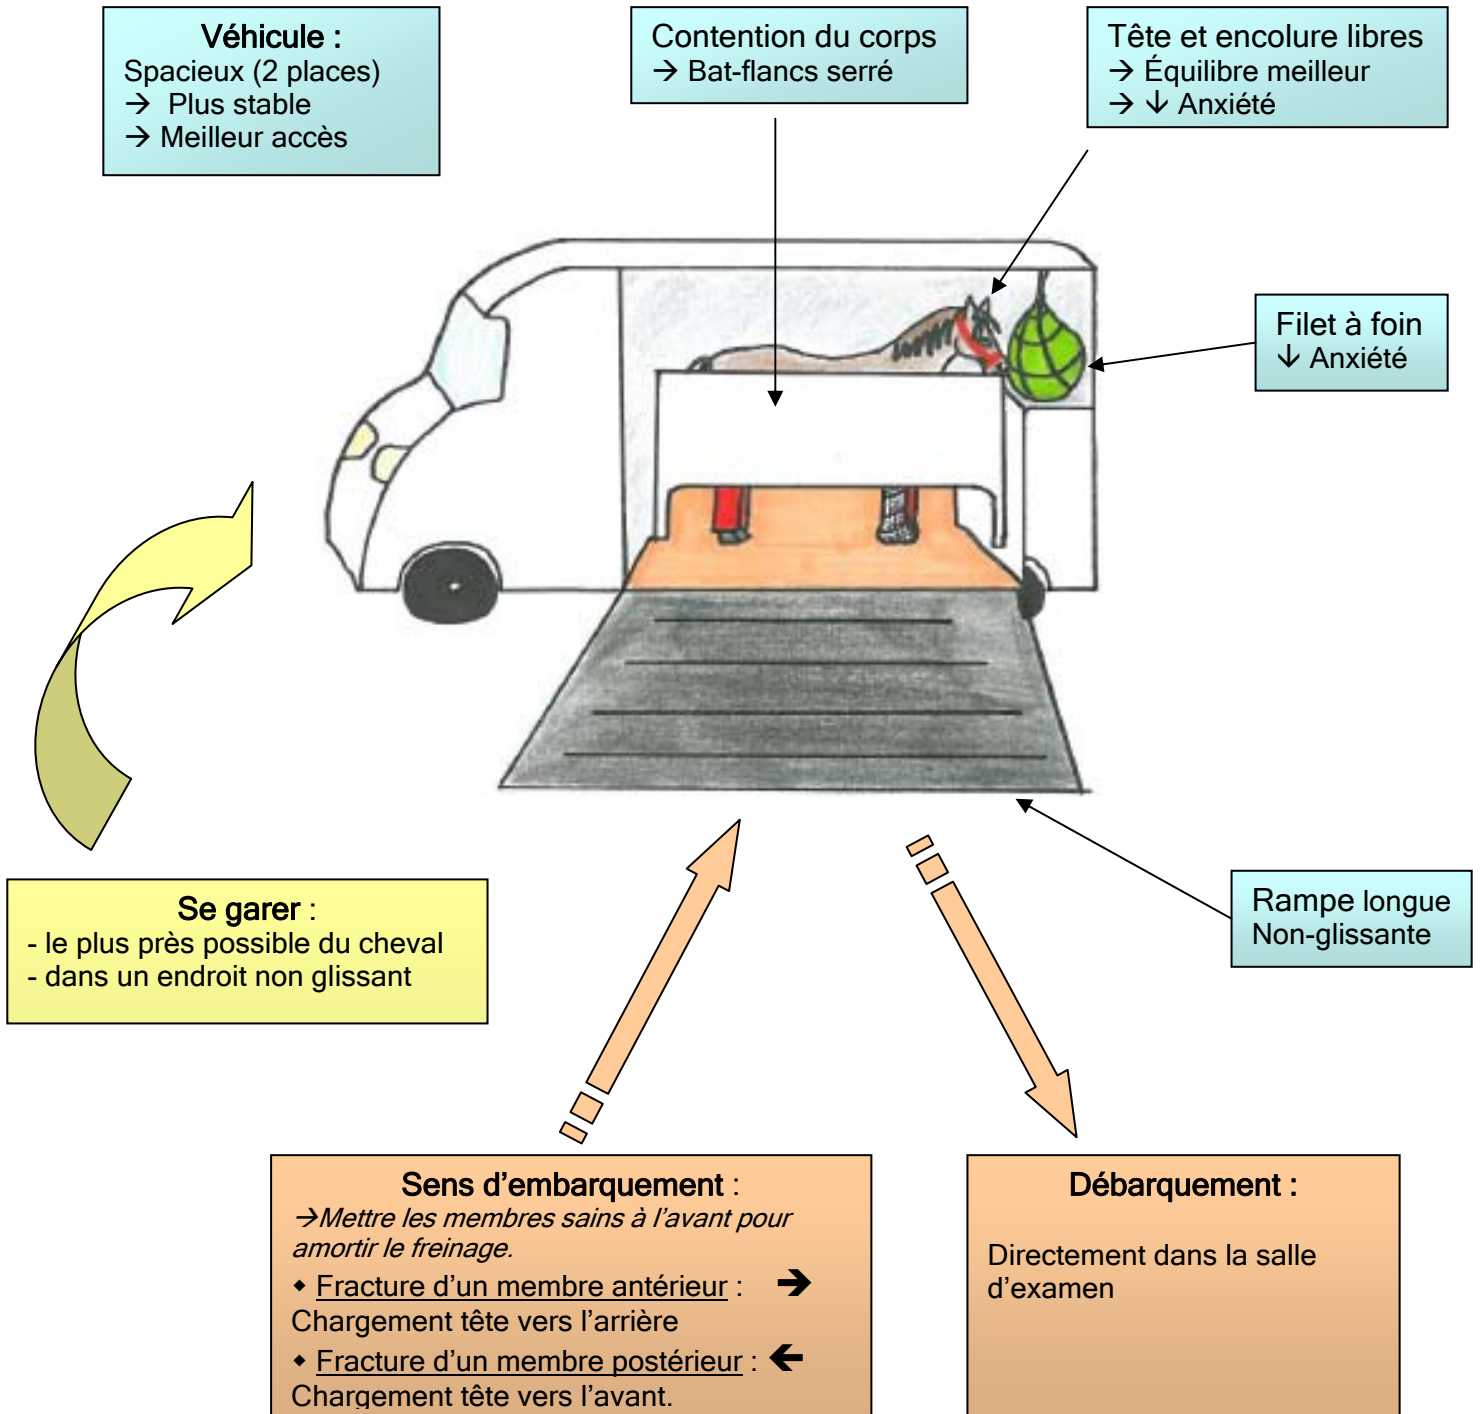 Véhicule :
Spacieux (2 places)
→ Plus stable
→ Meilleur accès
Contention du corps
→ Bat-flancs serré
Tête et encolure libres
→ Équilibre meilleur
→ ↓ Anxiété
Filet à foin
↓ Anxiété
Rampe longue
Non-glissante
Se garer :
- le plus près possible du cheval
- dans un endroit non glissant
Sens d’embarquement :
→Mettre les membres sains à l’avant pour
amortir le freinage.
◆ Fracture d’un membre antérieur : ➔
Chargement tête vers l’arrière
◆ Fracture d’un membre postérieur : 🡸
Chargement tête vers l’avant.
Débarquement :
Directement dans la salle
d’examen